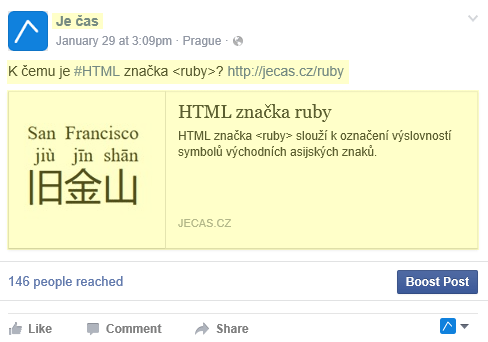 Je čas
January 29 at 3:09pm · Prague ·
K čemu je #HTML značka <ruby>? http://jecas.cz/ruby
San Francisco
jiù jīn shān
旧金山
HTML značka ruby
HTML značka <ruby> slouží k označení výslovností
symbolů východních asijských znaků.
JECAS.CZ
146 people reached
Boost Post
Like Comment Share